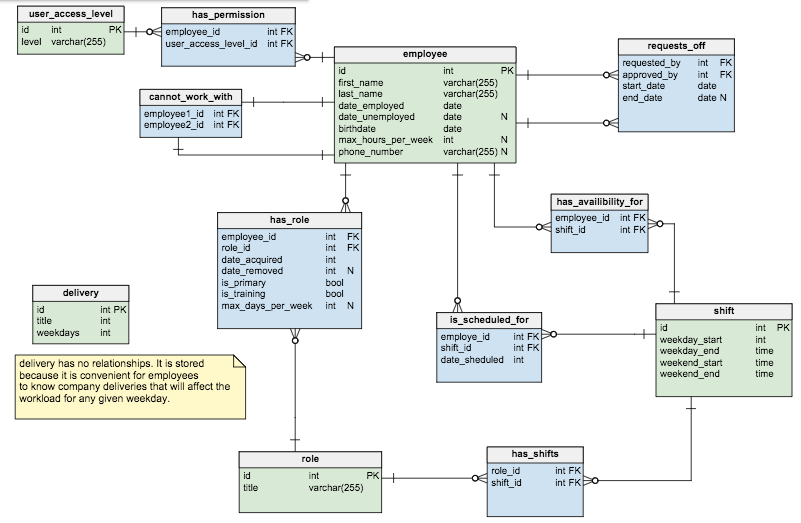 user_access_level
id int PK
level varchar(255)
has_permission
employee_id int FK
user_access_level_id int FK
employee
id int PK
first_name varchar(255)
last_name varchar(255)
date_employed date
date_unemployed date N
birthdate date
max_hours_per_week int N
phone_number varchar(255) N
requests_off
requested_by int FK
approved_by int FK
start_date date
end_date date N
cannot_work_with
employee1_id int FK
employee2_id int FK
has_role
employee_id int FK
role_id int FK
date_acquired int
date_removed int N
is_primary bool
is_training bool
max_days_per_week int N
has_availibility_for
employee_id int FK
shift_id int FK
delivery
id int PK
title int
weekdays int
is_scheduled_for
employe_id int FK
shift_id int FK
date_sheduled int
shift
id int PK
weekday_start int
weekday_end time
weekend_start time
weekend_end time
delivery has no relationships. It is stored
because it is convenient for employees
to know company deliveries that will affect the
workload for any given weekday.
role
id int PK
title varchar(255)
has_shifts
role_id int FK
shift_id int FK